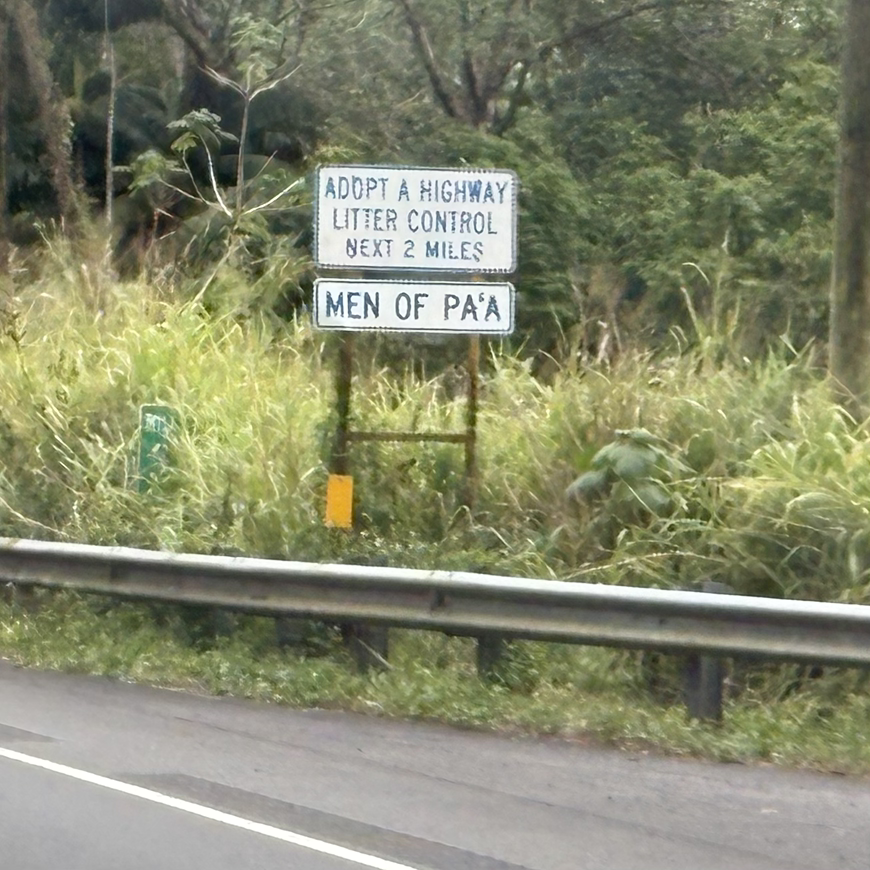 ADOPT A HIGHWAY
LITTER CONTROL
NEXT 2 MILES
MEN OF PAʻA